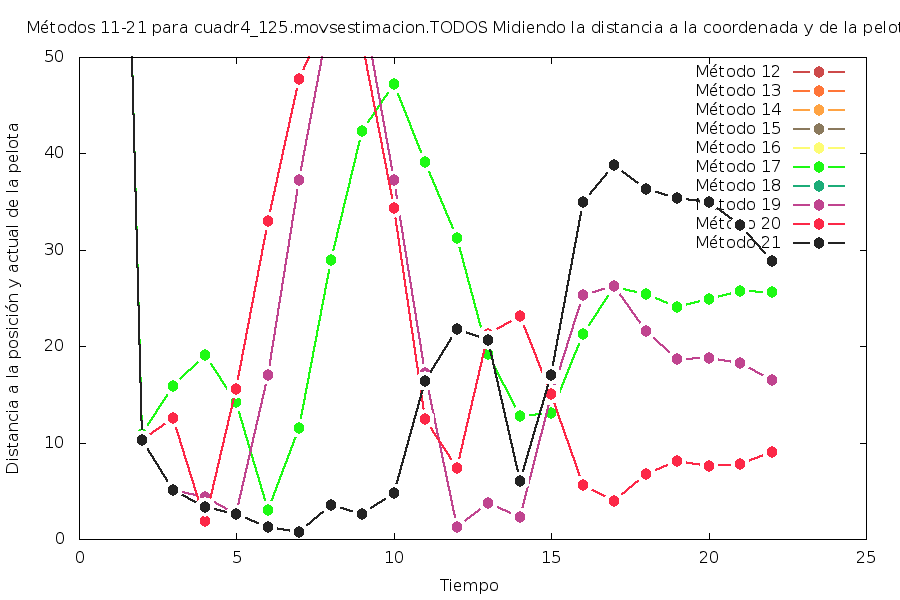 Métodos 11-21 para cuadr4_125.movsestimacion.TODOS Midiendo la distancia a la coordenada y de la pelot
50
40
30
20
10
0
0 5 10 15 20 25
Distancia a la posición y actual de la pelota
Tiempo
Método 12
Método 13
Método 14
Método 15
Método 16
Método 17
Método 18
Método 19
Método 20
Método 21